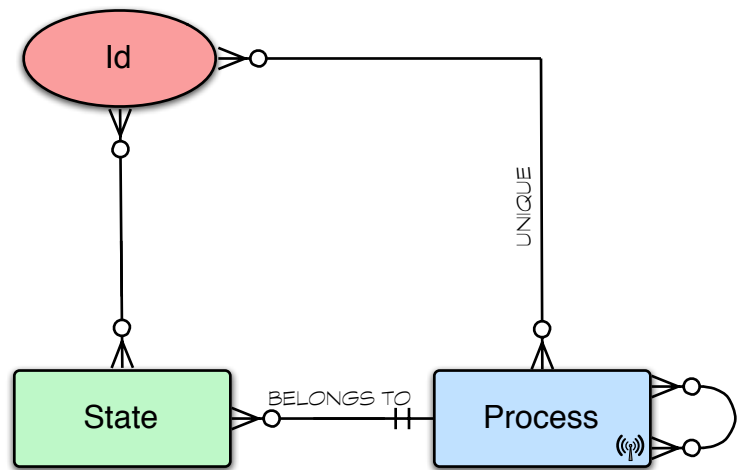 Id
UNIQUE
BELONGS TO
State
Process